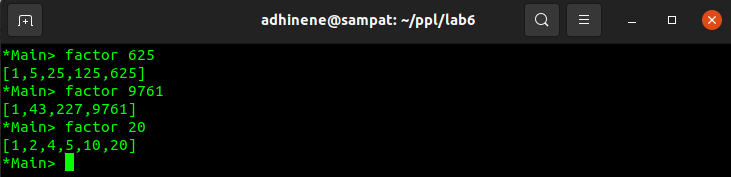 adhinene@sampat: ~/ppl/lab6
*Main> factor 625
[1,5,25,125,625]
*Main> factor 9761
[1,43,227,9761]
*Main> factor 20
[1,2,4,5,10,20]
*Main>